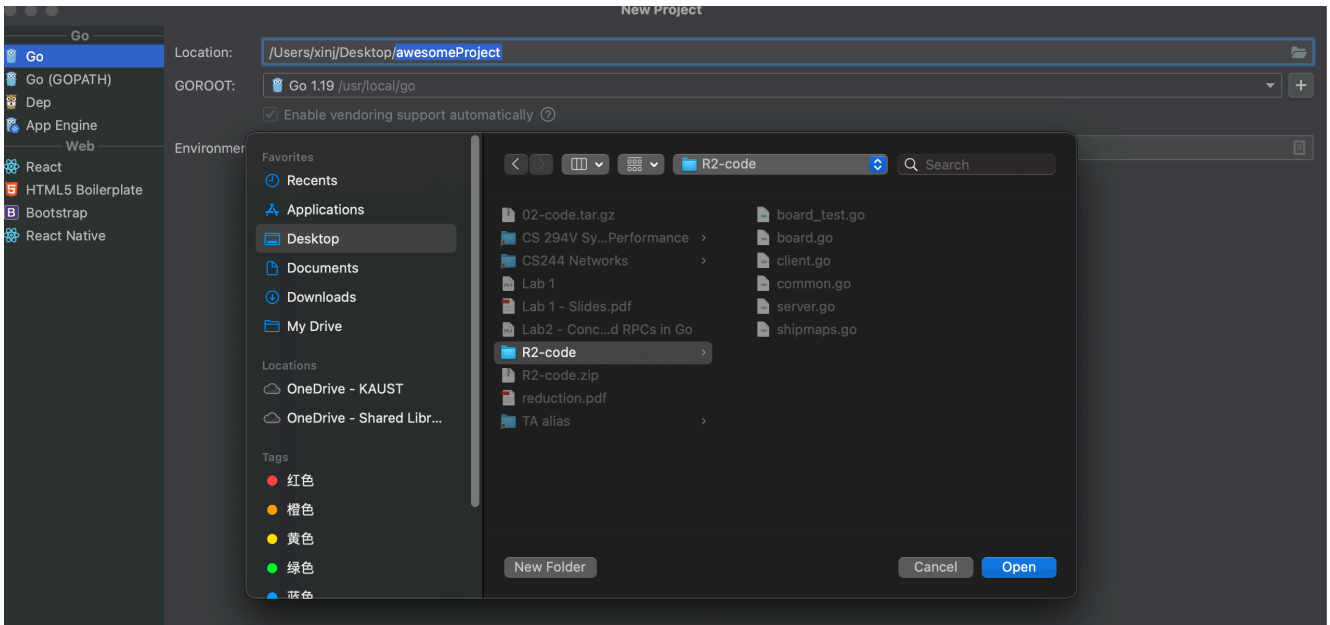 New Project
Go
Go
Go (GOPATH)
Dep
App Engine
Web
React
HTML5 Boilerplate
Bootstrap
React Native
Location:
/Users/xinj/Desktop/awesomeProject
GOROOT:
Go 1.19 /usr/local/go
Enable vendoring support automatically
Environmer
Favorites
Recents
Applications
Desktop
Documents
Downloads
My Drive
Locations
OneDrive - KAUST
OneDrive - Shared Libr...
Tags
红色
橙色
黄色
绿色
蓝色
R2-code
Search
02-code.tar.gz
CS 294V Sy...Performance
CS244 Networks
Lab 1
Lab 1 - Slides.pdf
Lab2 - Conc...d RPCs in Go
R2-code
R2-code.zip
reduction.pdf
TA alias
board_test.go
board.go
client.go
common.go
server.go
shipmaps.go
New Folder
Cancel
Open